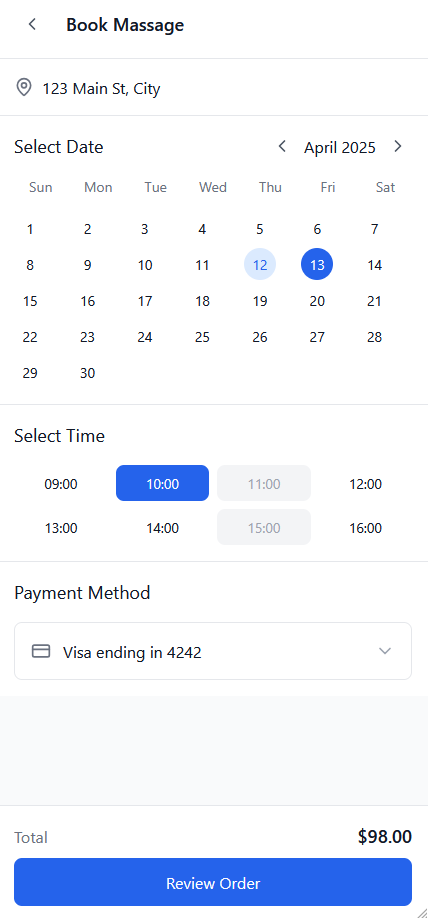 Book Massage
123 Main St, City
Select Date April 2025
Sun Mon Tue Wed Thu Fri Sat
1 2 3 4 5 6 7
8 9 10 11 12 13 14
15 16 17 18 19 20 21
22 23 24 25 26 27 28
29 30
Select Time
09:00 10:00 11:00 12:00
13:00 14:00 15:00 16:00
Payment Method
Visa ending in 4242
Total $98.00
Review Order